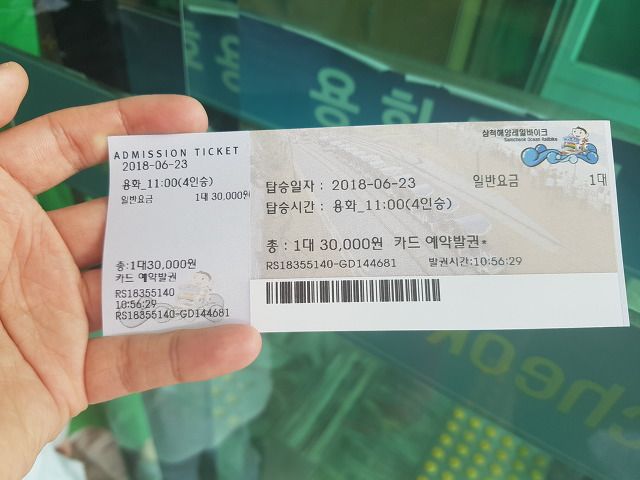 ADMISSION TICKET
2018-06-23
용화_11:00(4인승)
일반요금 1대 30,000원
총:1대30,000원
카드 예약발권
RS18355140
10:56:29
RS18355140-GD144681
삼척해양레일바이크
Samcheok Ocean Railbike
탑승일자 : 2018-06-23 일반요금 1대
탑승시간 : 용화_11:00(4인승)
총 : 1대 30,000원 카드 예약발권*
RS18355140-GD144681 발권시간:10:56:29
cheok